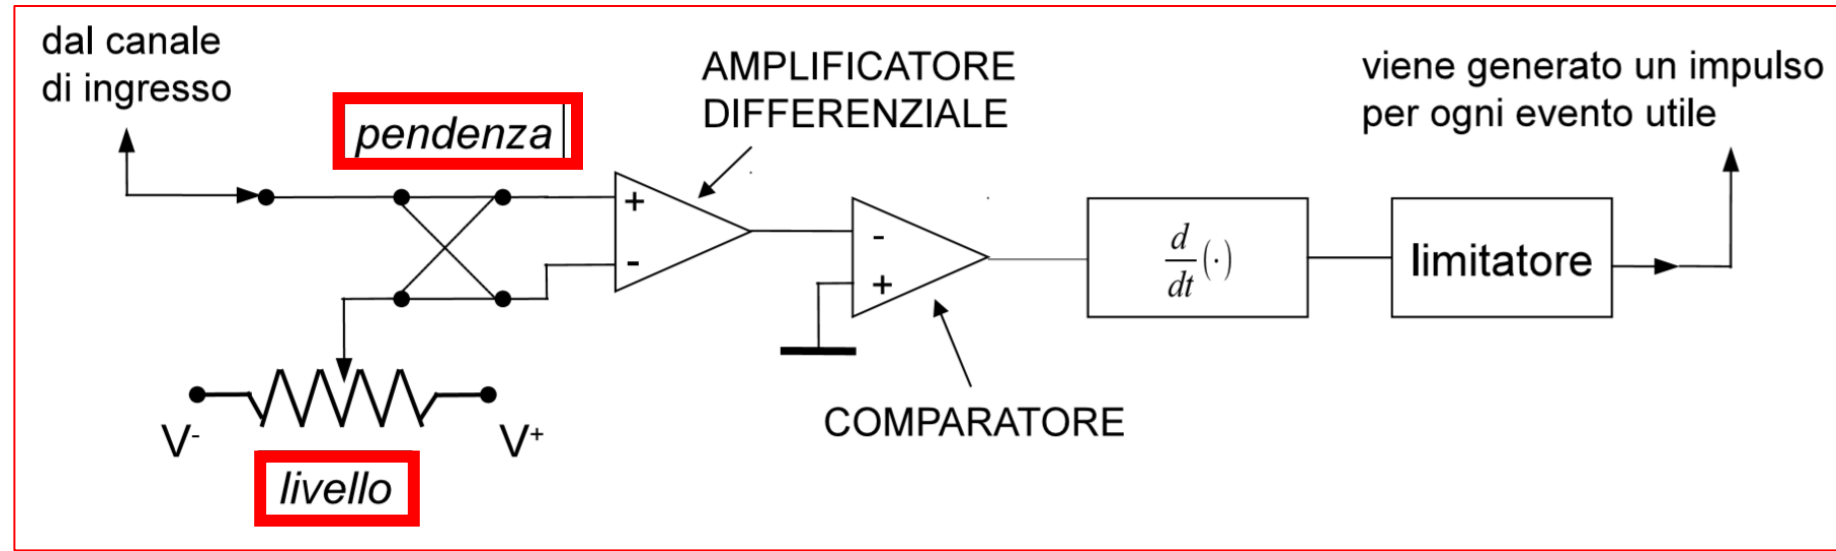 dal canale
di ingresso
pendenza
AMPLIFICATORE
DIFFERENZIALE
viene generato un impulso
per ogni evento utile
+
-
-
+
d
dt
(·)
limitatore
COMPARATORE
V-
V+
livello